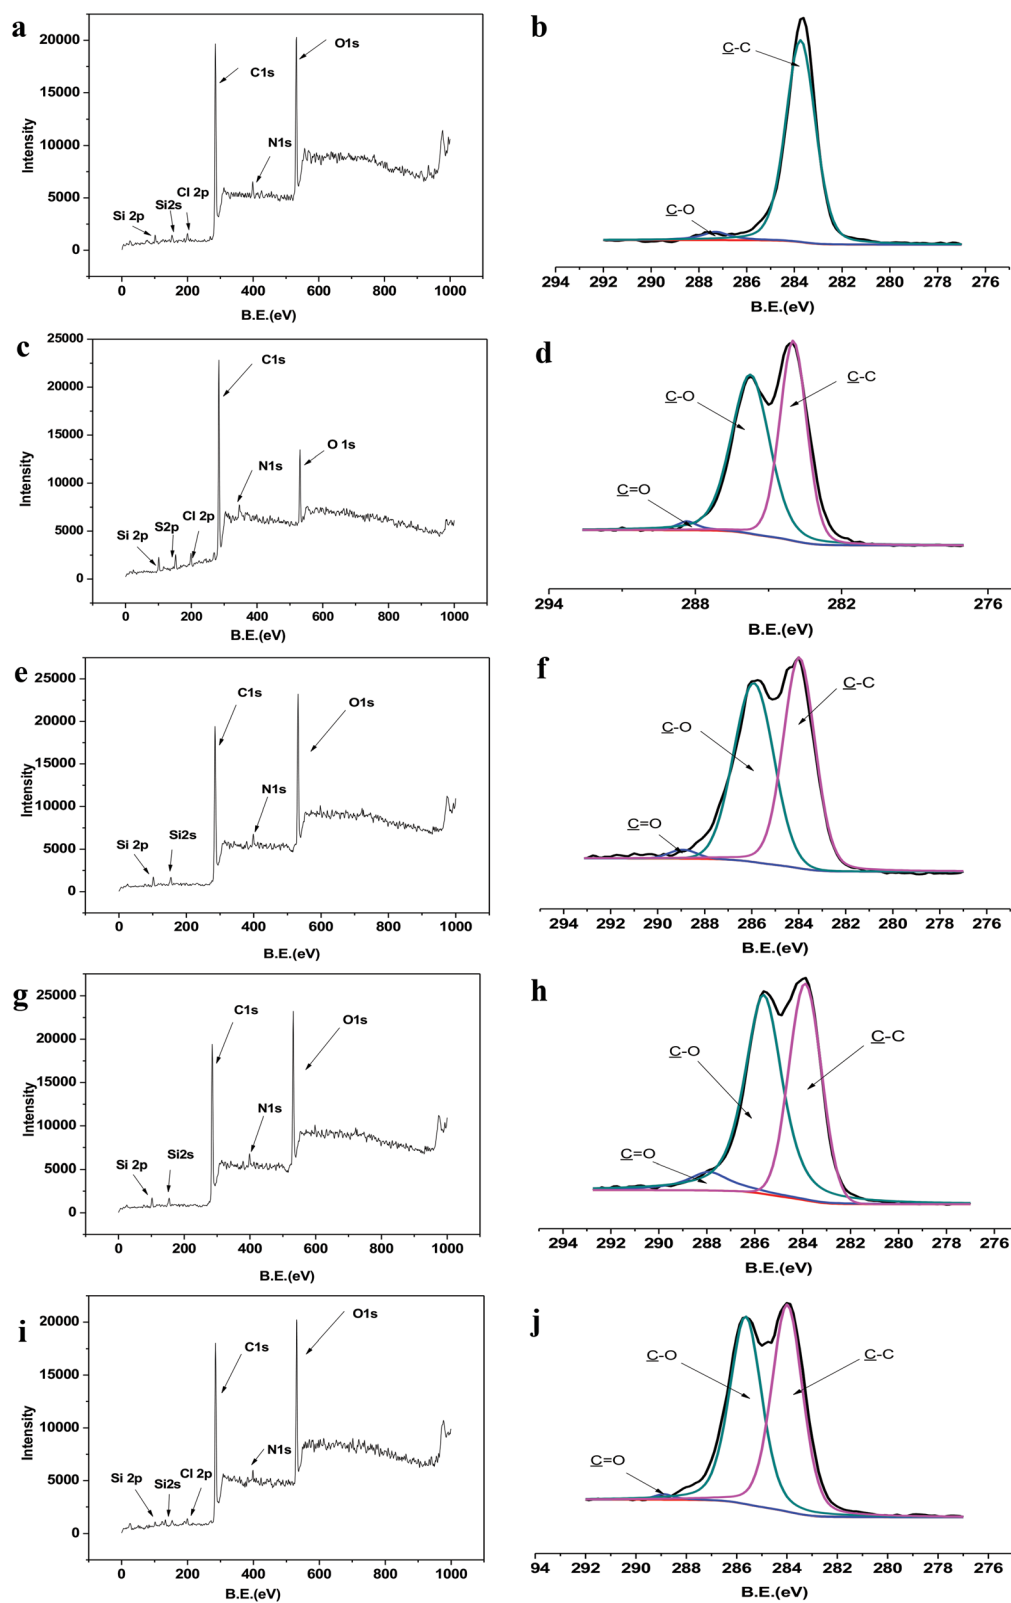 a
20000
15000
10000
5000
0
Intensity
O1s
C1s
N1s
Cl 2p
Si2s
Si 2p
0 200 400 600 800 1000
B.E.(eV)
b
C-C
C-O
294 292 290 288 286 284 282 280 278 276
B.E.(eV)
c
25000
20000
15000
10000
5000
0
Intensity
C1s
O 1s
N1s
Cl 2p
S2p
Si 2p
0 200 400 600 800 1000
B.E.(eV)
d
C-C
C-O
C=O
294 288 282 276
B.E.(eV)
e
25000
20000
15000
10000
5000
0
Intensity
C1s
O1s
N1s
Si2s
Si 2p
0 200 400 600 800 1000
B.E.(eV)
f
C-C
C-O
C=O
294 292 290 288 286 284 282 280 278 276
B.E.(eV)
g
25000
20000
15000
10000
5000
0
Intensity
C1s
O1s
N1s
Si2s
Si 2p
0 200 400 600 800 1000
B.E.(eV)
h
C-C
C-O
C=O
294 292 290 288 286 284 282 280 278 276
B.E.(eV)
i
20000
15000
10000
5000
0
Intensity
O1s
C1s
N1s
Cl 2p
Si2s
Si 2p
0 200 400 600 800 1000
B.E.(eV)
j
C-O
C-C
C=O
94 292 290 288 286 284 282 280 278 276
B.E.(eV)